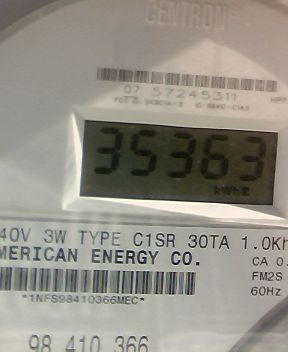 CENTRON
07 57245311
35363
kWh
40V 3W TYPE C1SR 30TA 1.0Kh
MERICAN ENERGY CO.
CA 0.
FM2S
60Hz
*1NFS98410366MEC*
98 410 366